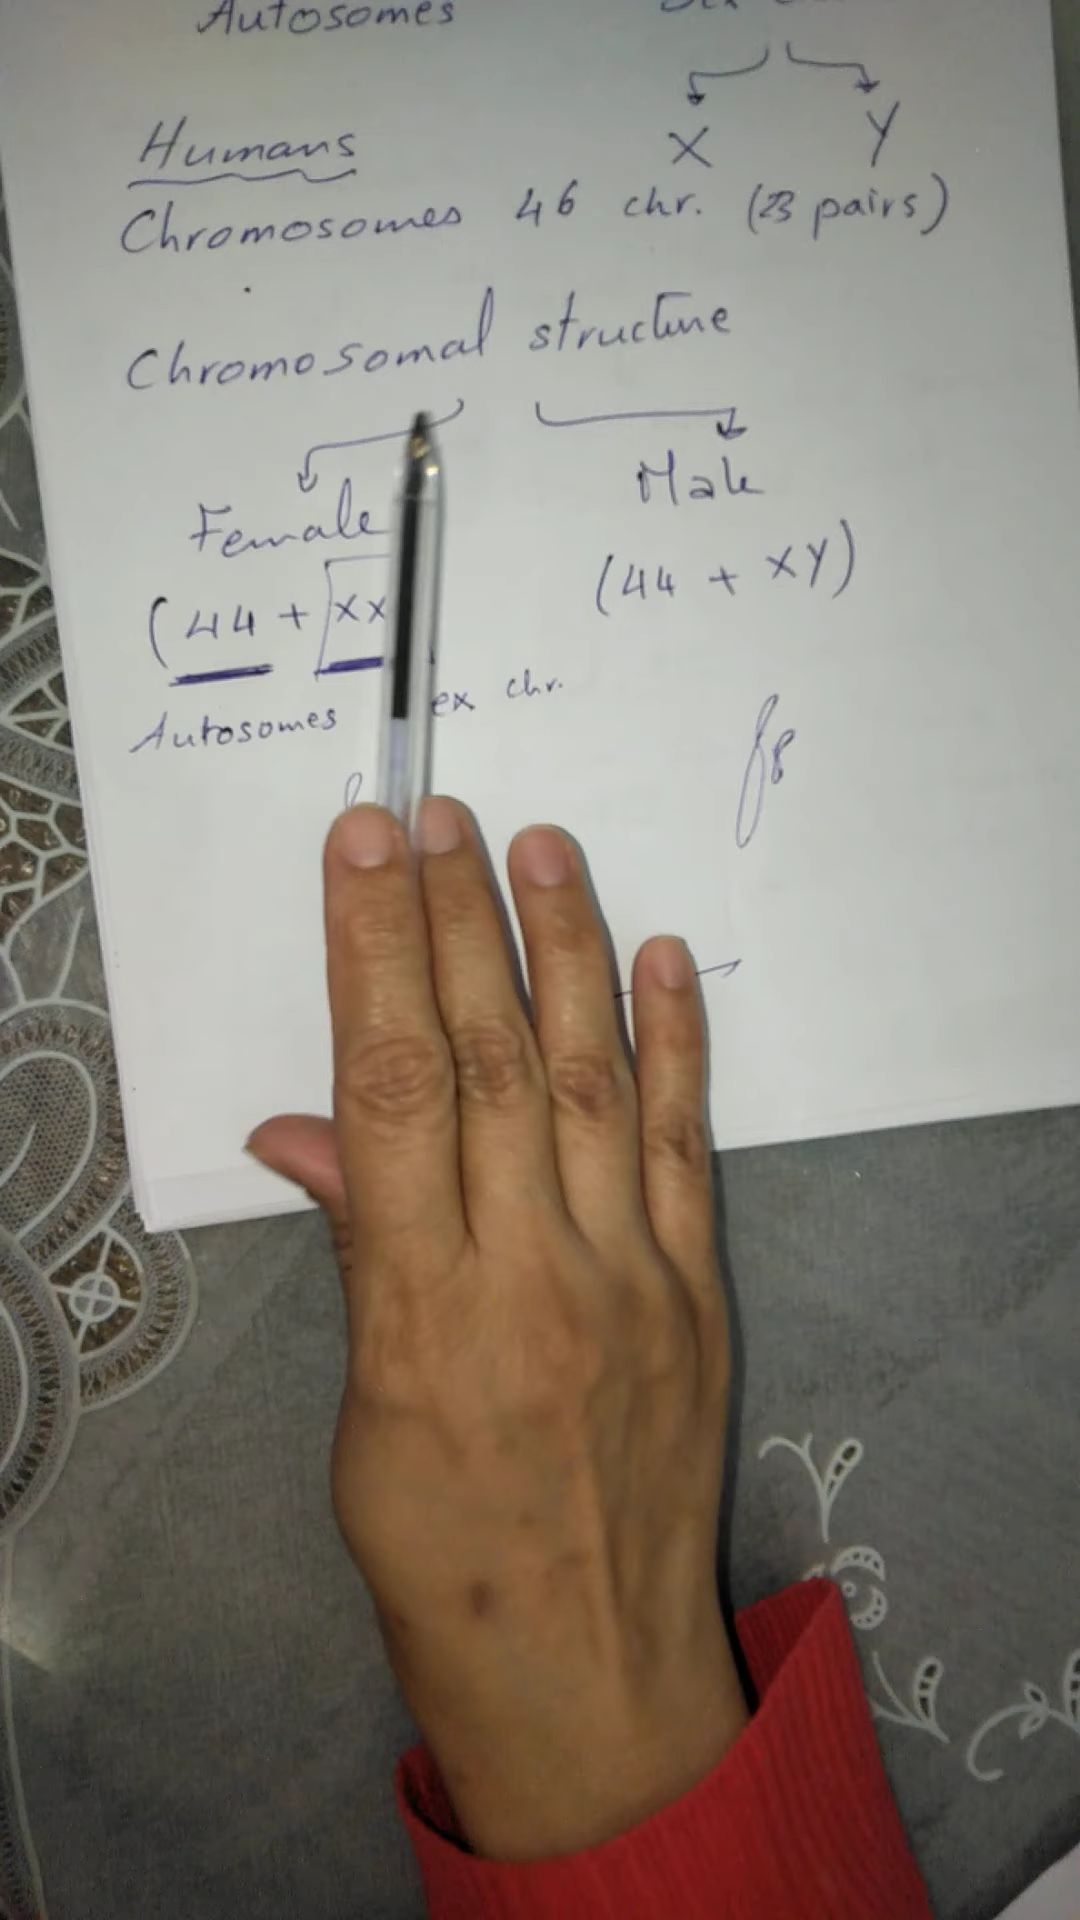 Autosomes
X Y
Humans
Chromosomes 46 chr. (23 pairs)
Chromosomal structure
Female Male
(44 + XX (44 + XY)
Autosomes ex chr.